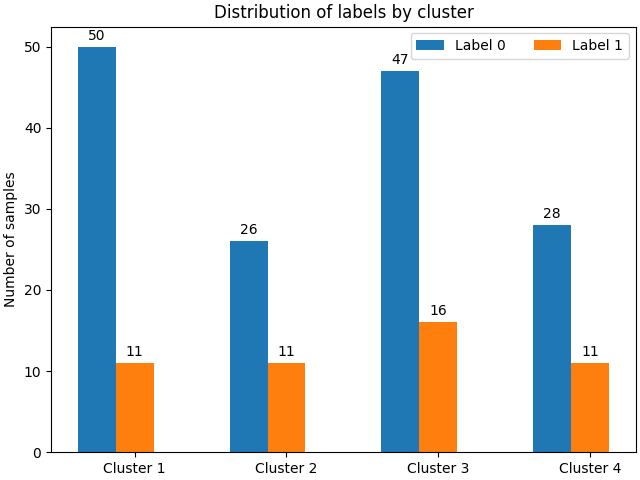 Distribution of labels by cluster
Label 0 Label 1
Number of samples
50
40
30
20
10
0
50 11
26 11
47 16
28 11
Cluster 1 Cluster 2 Cluster 3 Cluster 4